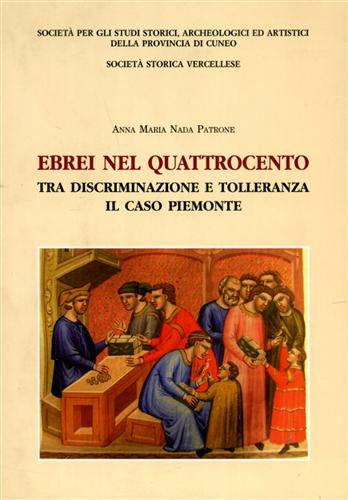 SOCIETÀ PER GLI STUDI STORICI, ARCHEOLOGICI ED ARTISTICI
DELLA PROVINCIA DI CUNEO
SOCIETÀ STORICA VERCELLESE
ANNA MARIA NADA PATRONE
EBREI NEL QUATTROCENTO
TRA DISCRIMINAZIONE E TOLLERANZA
IL CASO PIEMONTE